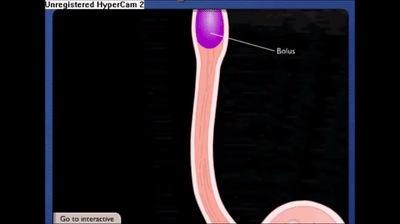 Unregistered HyperCam 2
Bolus
Go to interactive